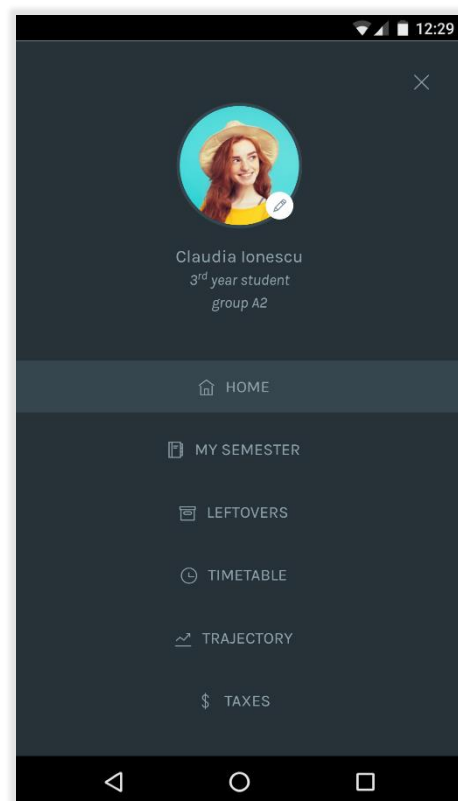 12:29
Claudia Ionescu
3rd year student
group A2
HOME
MY SEMESTER
LEFTOVERS
TIMETABLE
TRAJECTORY
$ TAXES